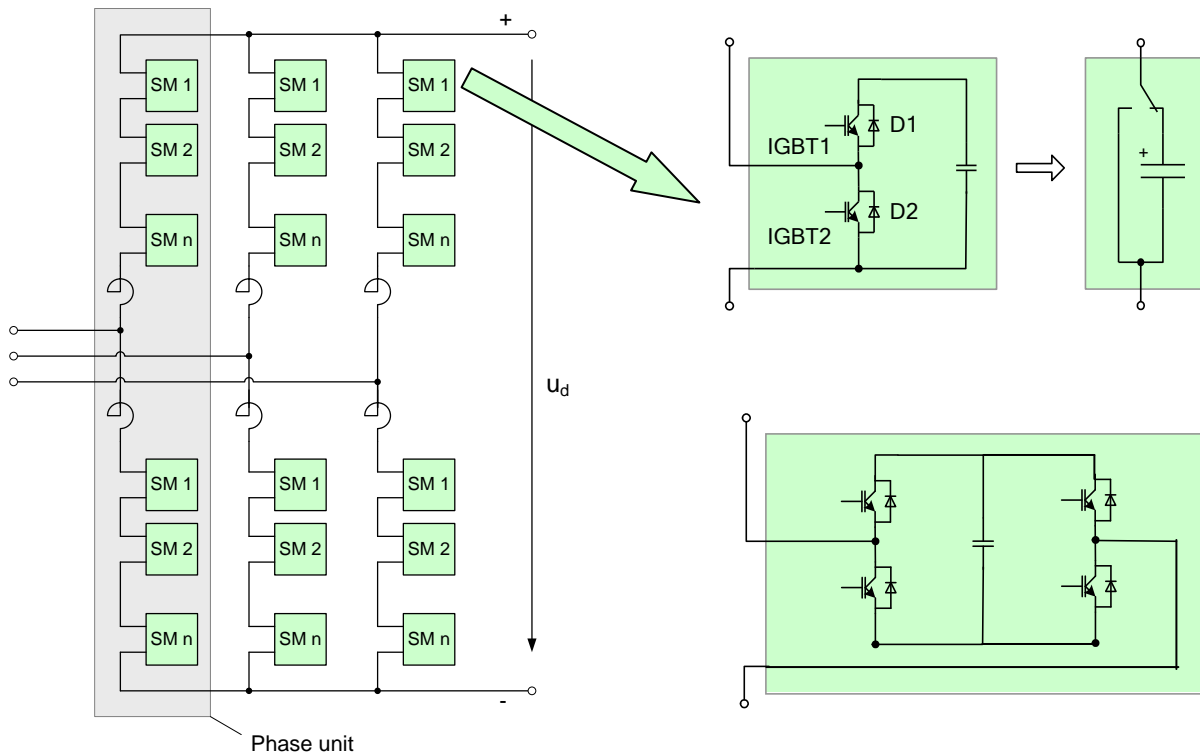 +
SM 1
SM 1
SM 1
SM 2
SM 2
SM 2
SM n
SM n
SM n
u_d
SM 1
SM 1
SM 1
SM 2
SM 2
SM 2
SM n
SM n
SM n
-
Phase unit
IGBT1
D1
IGBT2
D2
+